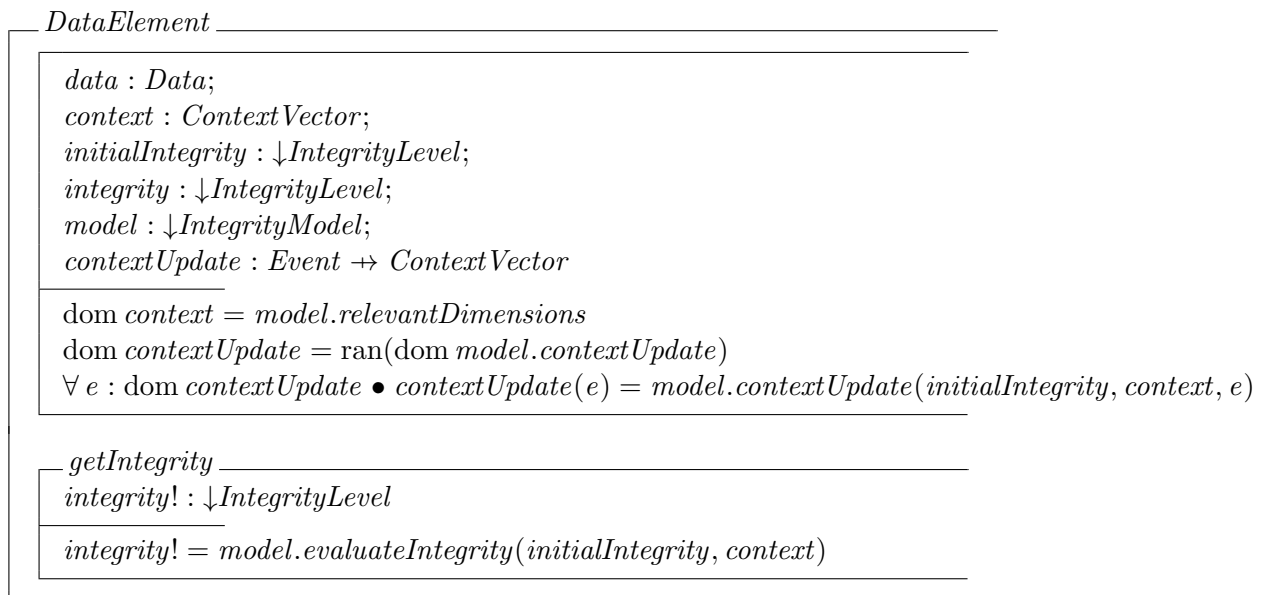 DataElement
data : Data;
context : ContextVector;
initialIntegrity : ↓IntegrityLevel;
integrity : ↓IntegrityLevel;
model : ↓IntegrityModel;
contextUpdate : Event ⇸ ContextVector
dom context = model.relevantDimensions
dom contextUpdate = ran(dom model.contextUpdate)
∀ e : dom contextUpdate • contextUpdate(e) = model.contextUpdate(initialIntegrity, context, e)
getIntegrity
integrity! : ↓IntegrityLevel
integrity! = model.evaluateIntegrity(initialIntegrity, context)